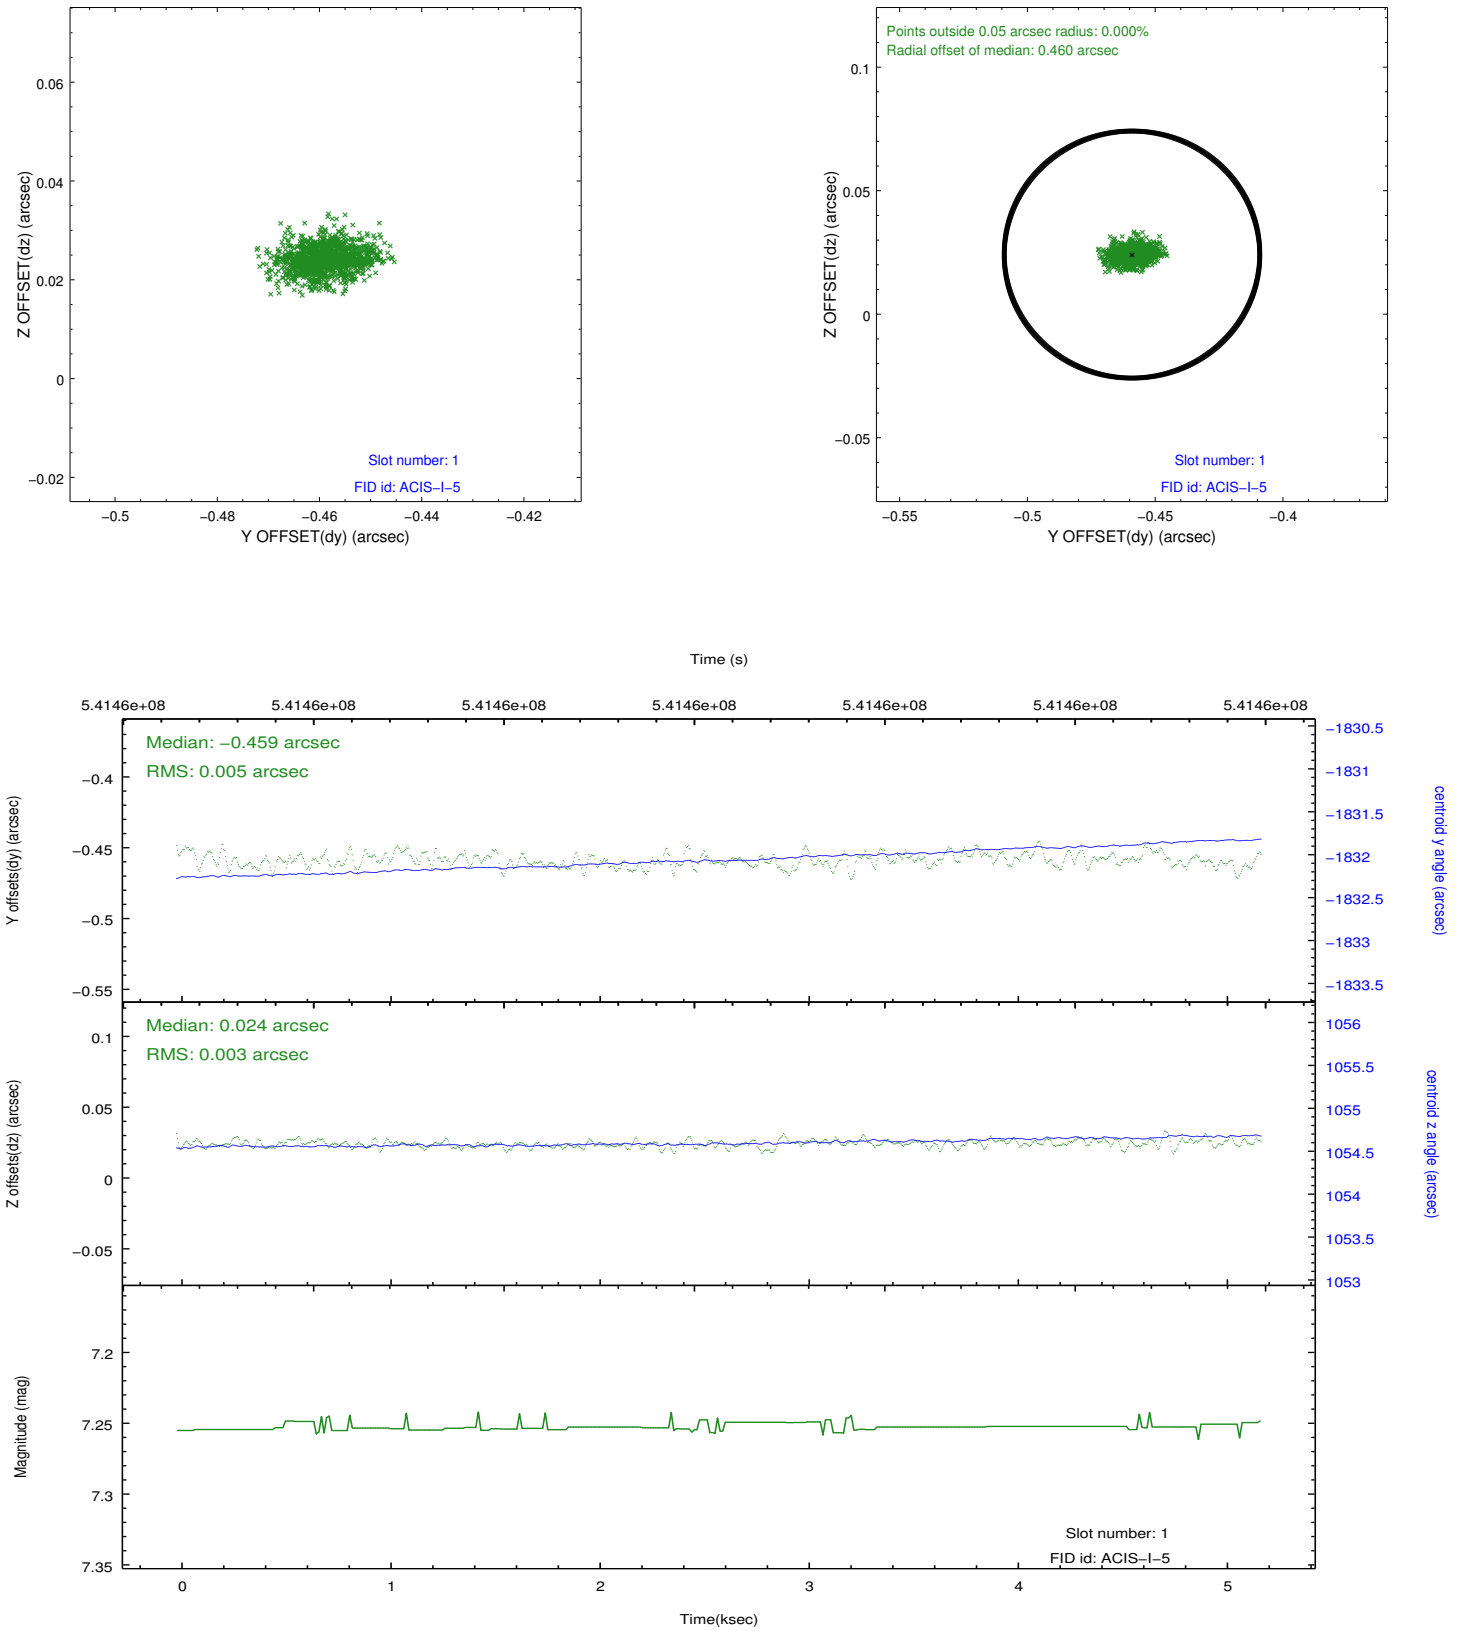 0.06
0.04
0.02
0
−0.02
Z OFFSET(dz) (arcsec)
Slot number: 1
FID id: ACIS−I−5
−0.5
−0.48
−0.46
−0.44
−0.42
Y OFFSET(dy) (arcsec)
Points outside 0.05 arcsec radius: 0.000%
Radial offset of median: 0.460 arcsec
0.1
0.05
0
−0.05
Z OFFSET(dz) (arcsec)
Slot number: 1
FID id: ACIS−I−5
−0.55
−0.5
−0.45
−0.4
Y OFFSET(dy) (arcsec)
Time (s)
5.4146e+08
5.4146e+08
5.4146e+08
5.4146e+08
5.4146e+08
5.4146e+08
5.4146e+08
Median: −0.459 arcsec
RMS: 0.005 arcsec
−0.4
−0.45
−0.5
−0.55
Y offsets(dy) (arcsec)
−1830.5
−1831
−1831.5
−1832
−1832.5
−1833
−1833.5
centroid y angle (arcsec)
Median: 0.024 arcsec
RMS: 0.003 arcsec
0.1
0.05
0
−0.05
Z offsets(dz) (arcsec)
1056
1055.5
1055
1054.5
1054
1053.5
1053
centroid z angle (arcsec)
7.2
7.25
7.3
7.35
Magnitude (mag)
Slot number: 1
FID id: ACIS−I−5
0
1
2
3
4
5
Time(ksec)